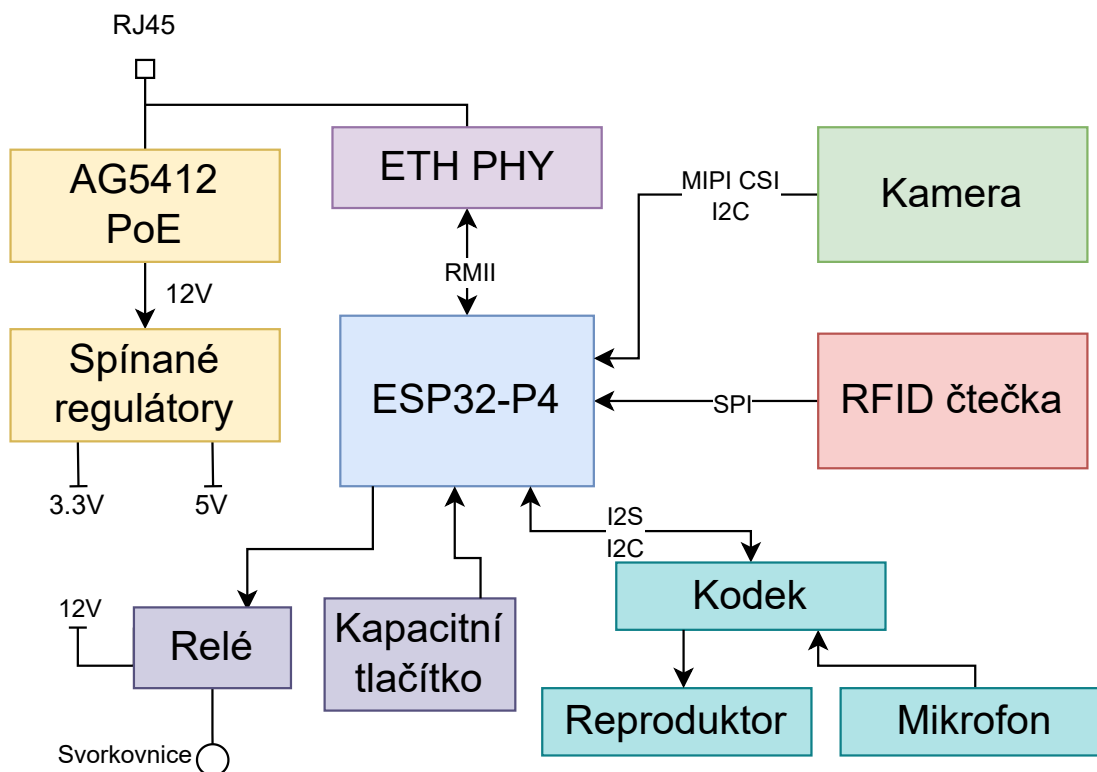 RJ45
AG5412
PoE
ETH PHY
MIPI CSI
I2C
Kamera
12V
RMII
Spínané
regulátory
ESP32-P4
SPI
RFID čtečka
3.3V
5V
I2S
I2C
12V
Relé
Kapacitní
tlačítko
Kodek
Reproduktor
Mikrofon
Svorkovnice